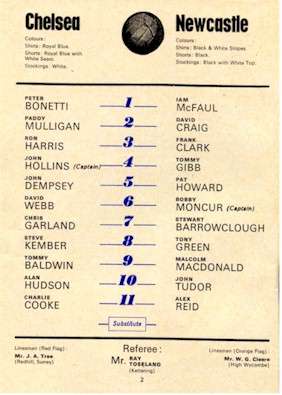 Chelsea
Newcastle
Colours:
Shirts: Royal Blue
Shorts: Royal Blue with
White Seam.
Stockings: White.
Colours:
Shirts: Black & White Stripes
Shorts: Black.
Stockings: Black with White Top.
PETER BONETTI 1 IAM McFAUL
PADDY MULLIGAN 2 DAVID CRAIG
RON HARRIS 3 FRANK CLARK
JOHN HOLLINS (Captain) 4 TOMMY GIBB
JOHN DEMPSEY 5 PAT HOWARD
DAVID WEBB 6 BOBBY MONCUR (Captain)
CHRIS GARLAND 7 STEWART BARROWCLOUGH
STEVE KEMBER 8 TONY GREEN
TOMMY BALDWIN 9 MALCOLM MACDONALD
ALAN HUDSON 10 JOHN TUDOR
CHARLIE COOKE 11 ALEX REID
Substitute
Linesman (Red Flag):
Mr. J. A. Tree
(Redhill, Surrey)
Referee:
Mr. RAY TOSELAND
(Kettering)
Linesman (Orange Flag):
Mr. W. G. 
(High Wycombe)
2